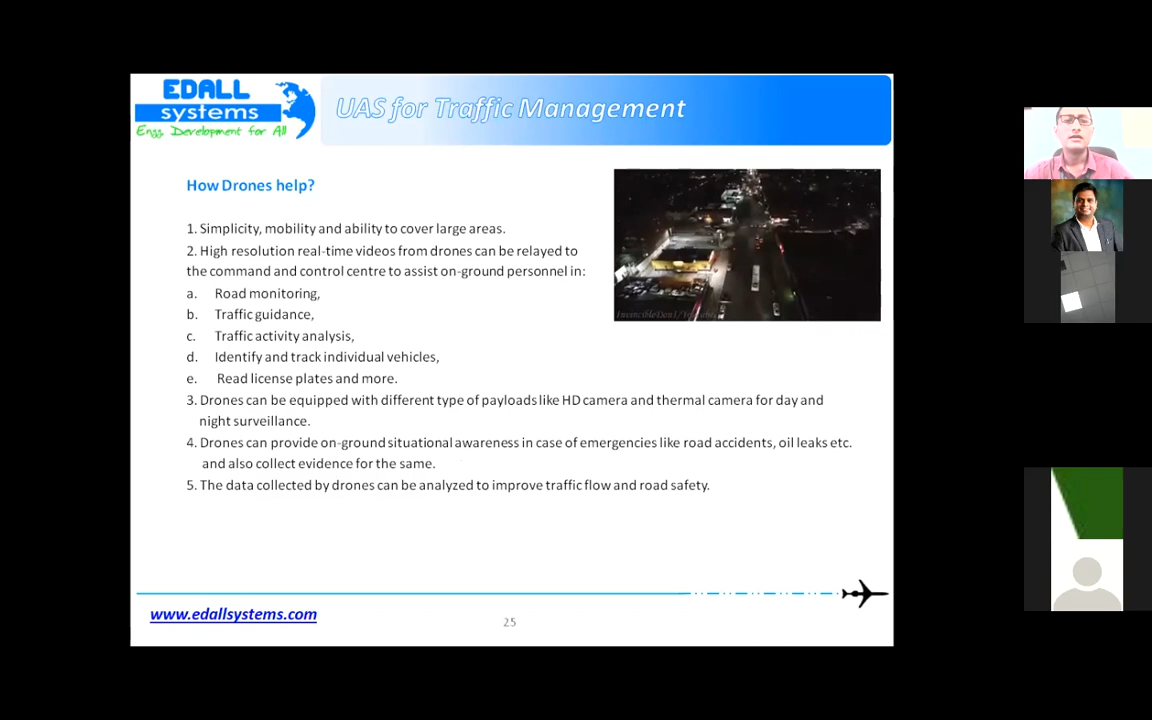 EDALL
systems
Engg Development for All
UAS for Traffic Management
How Drones help?
1. Simplicity, mobility and ability to cover large areas.
2. High resolution real-time videos from drones can be relayed to
the command and control centre to assist on-ground personnel in:
a. Road monitoring,
b. Traffic guidance,
c. Traffic activity analysis,
d. Identify and track individual vehicles,
e. Read license plates and more.
3. Drones can be equipped with different type of payloads like HD camera and thermal camera for day and
night surveillance.
4. Drones can provide on-ground situational awareness in case of emergencies like road accidents, oil leaks etc.
and also collect evidence for the same.
5. The data collected by drones can be analyzed to improve traffic flow and road safety.
www.edallsystems.com
25